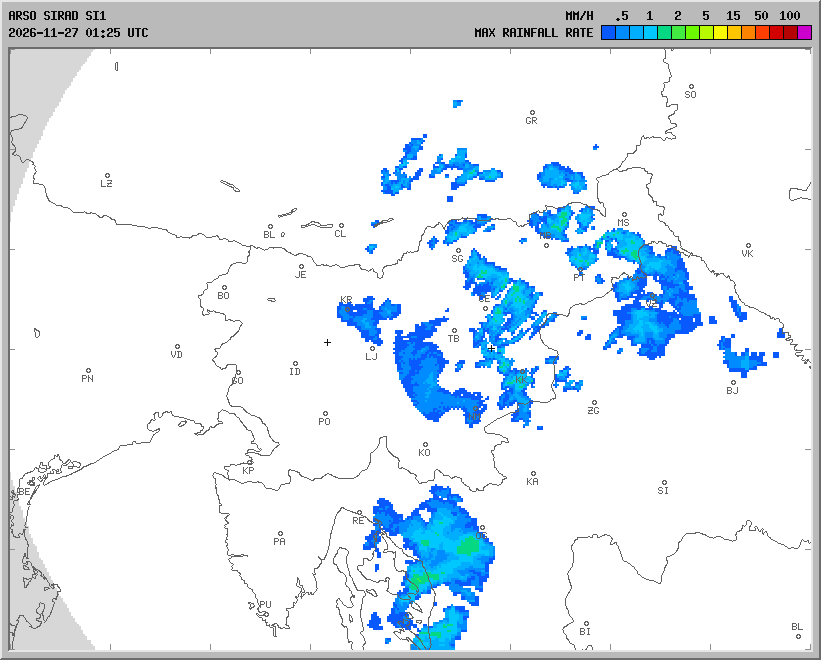 ARSO SIRAD SI1
MM/H .5 1 2 5 15 50 100
2026-11-27 01:25 UTC
MAX RAINFALL RATE
SO
GR
LZ
MS
BL
CL
VK
SG
JE
PT
BO
KR
CE
TB
VD
LJ
PN
GO
ID
KK
BJ
PO
ZG
KO
KP
KA
BE
SI
RE
PA
PU
BI
BL